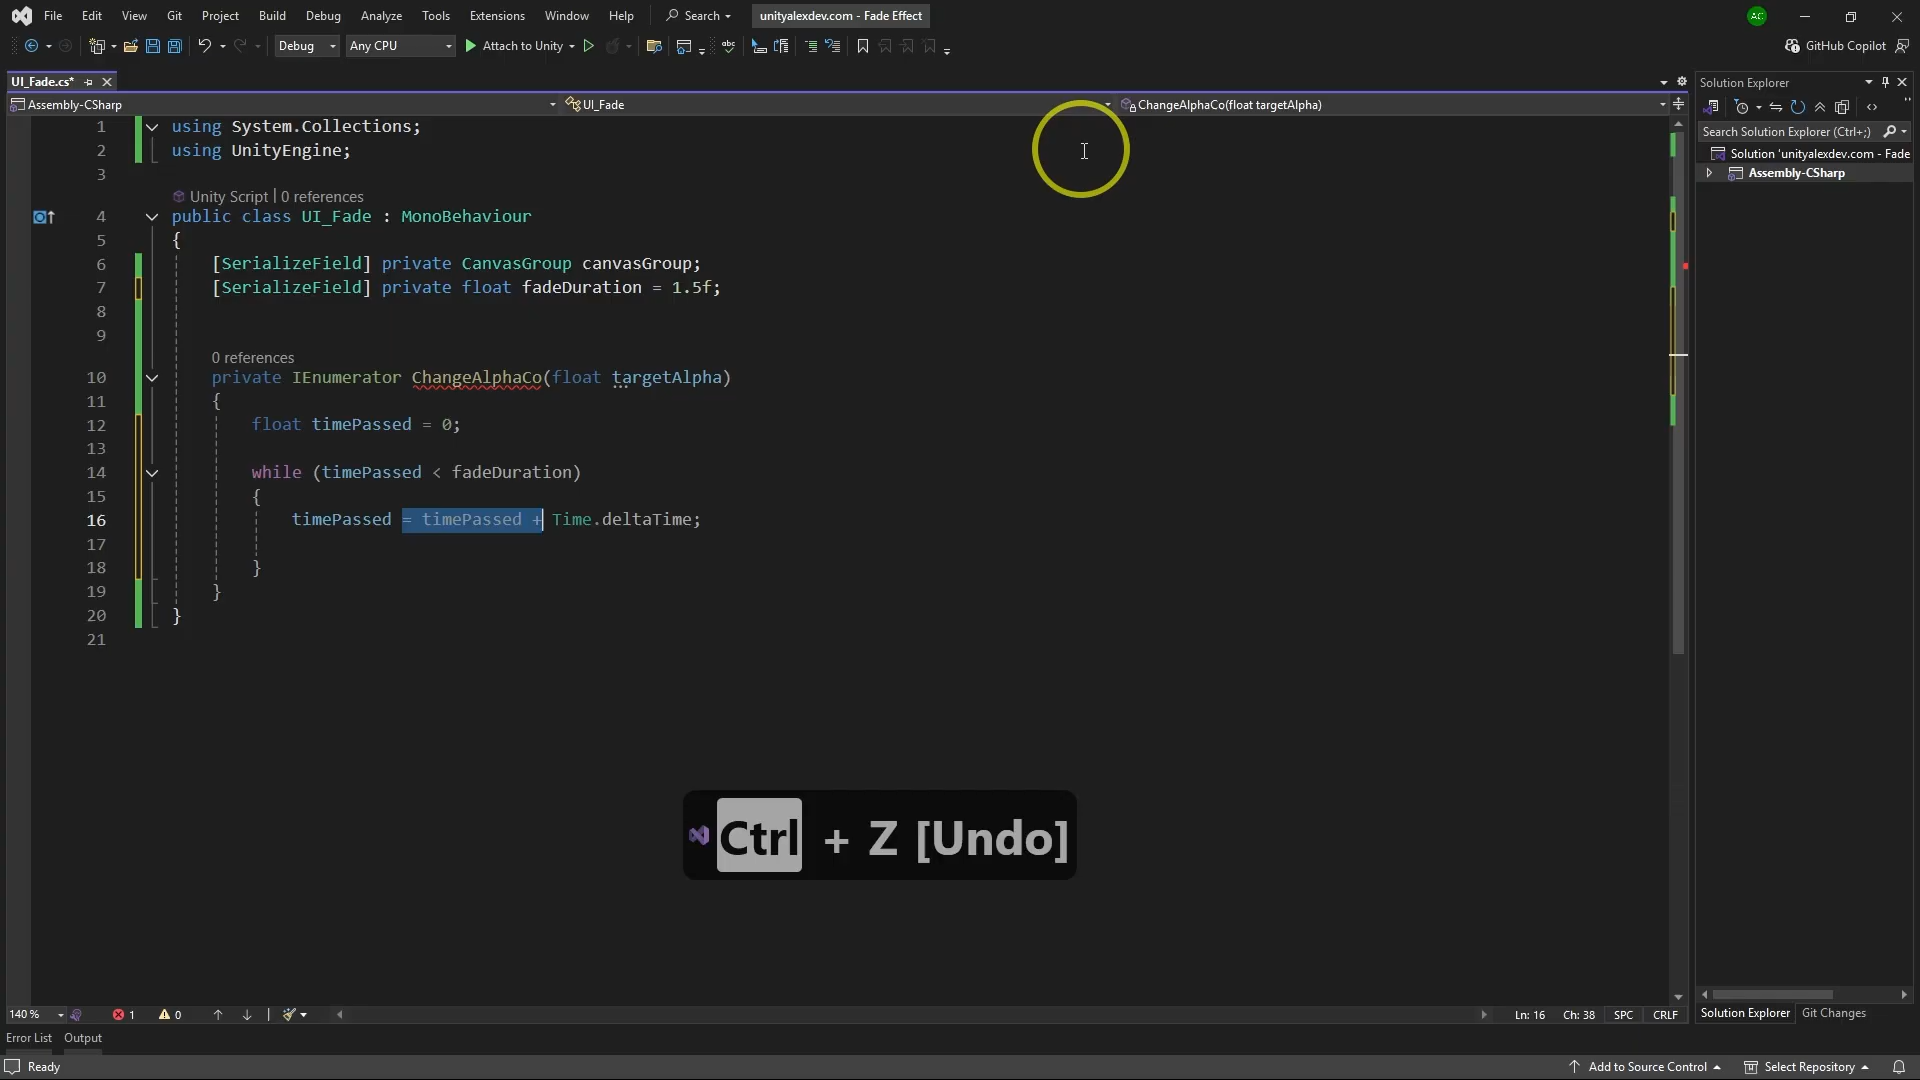 File Edit View Git Project Build Debug Analyze Tools Extensions Window Help Search unityalexdev.com - Fade Effect AC
Debug Any CPU Attach to Unity abc GitHub Copilot
UI_Fade.cs* Solution Explorer
Assembly-CSharp UI_Fade ChangeAlphaCo(float targetAlpha)
Search Solution Explorer (Ctrl+;)
Solution 'unityalexdev.com - Fade
Assembly-CSharp
1 using System.Collections;
2 using UnityEngine;
3
Unity Script | 0 references
4 public class UI_Fade : MonoBehaviour
5 {
6 [SerializeField] private CanvasGroup canvasGroup;
7 [SerializeField] private float fadeDuration = 1.5f;
8
9
0 references
10 private IEnumerator ChangeAlphaCo(float targetAlpha)
11 {
12 float timePassed = 0;
13
14 while (timePassed < fadeDuration)
15 {
16 timePassed = timePassed + Time.deltaTime;
17
18 }
19 }
20 }
21
Ctrl + Z [Undo]
140 % 1 0 Ln: 16 Ch: 38 SPC CRLF
Solution Explorer Git Changes
Error List Output
Ready Add to Source Control Select Repository